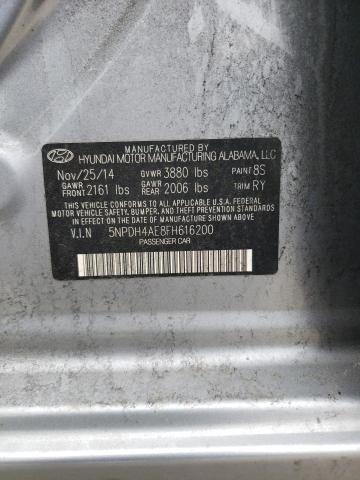 MANUFACTURED BY
HYUNDAI MOTOR MANUFACTURING ALABAMA, LLC
Nov/25/14 GVWR 3880 lbs PAINT 8S
GAWR FRONT 2161 lbs GAWR REAR 2006 lbs TRIM RY
THIS VEHICLE CONFORMS TO ALL APPLICABLE U.S.A. FEDERAL
MOTOR VEHICLE SAFETY, BUMPER, AND THEFT PREVENTION
STANDARDS IN EFFECT ON THE DATE OF MANUFACTURE SHOWN ABOVE.
V.I.N 5NPDH4AE8FH616200
PASSENGER CAR